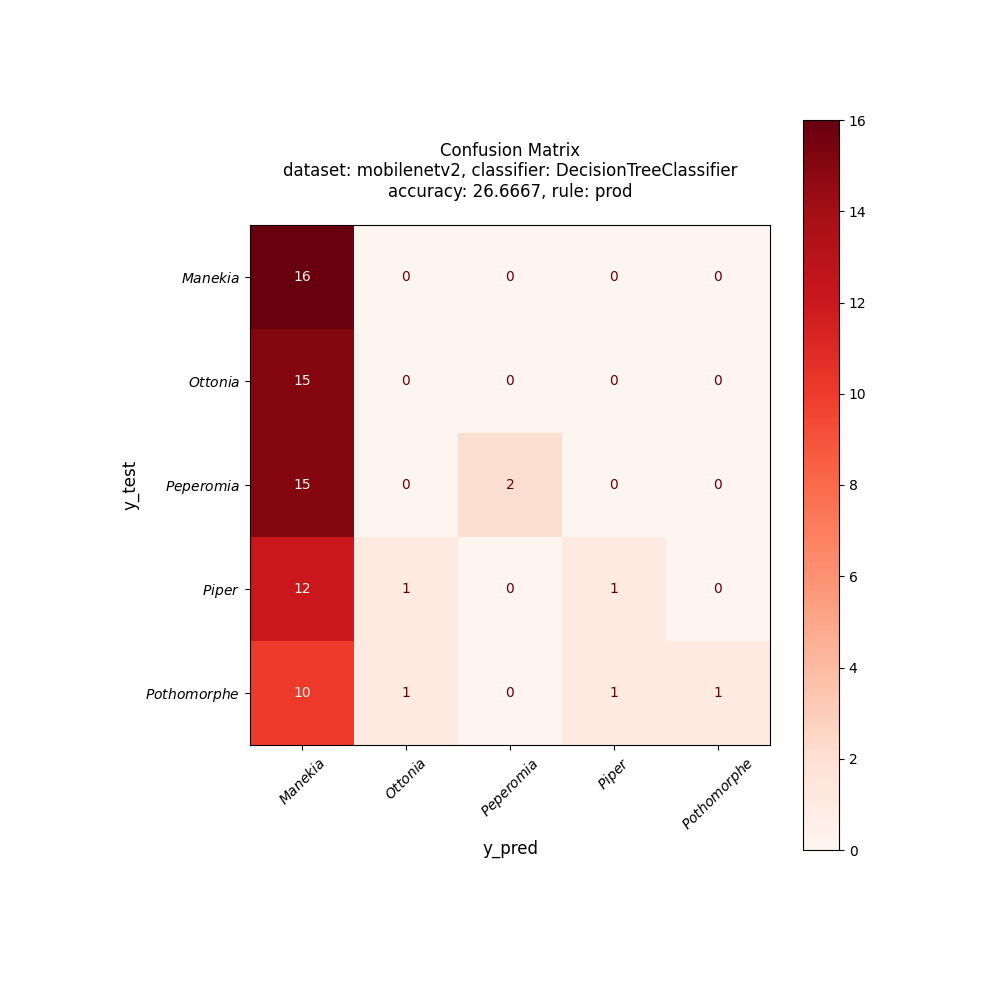 Confusion Matrix
dataset: mobilenetv2, classifier: DecisionTreeClassifier
accuracy: 26.6667, rule: prod
Manekia 16 0 0 0 0
Ottonia 15 0 0 0 0
Peperomia 15 0 2 0 0
Piper 12 1 0 1 0
Pothomorphe 10 1 0 1 1
y_test
Manekia Ottonia Peperomia Piper Pothomorphe
y_pred
16
14
12
10
8
6
4
2
0